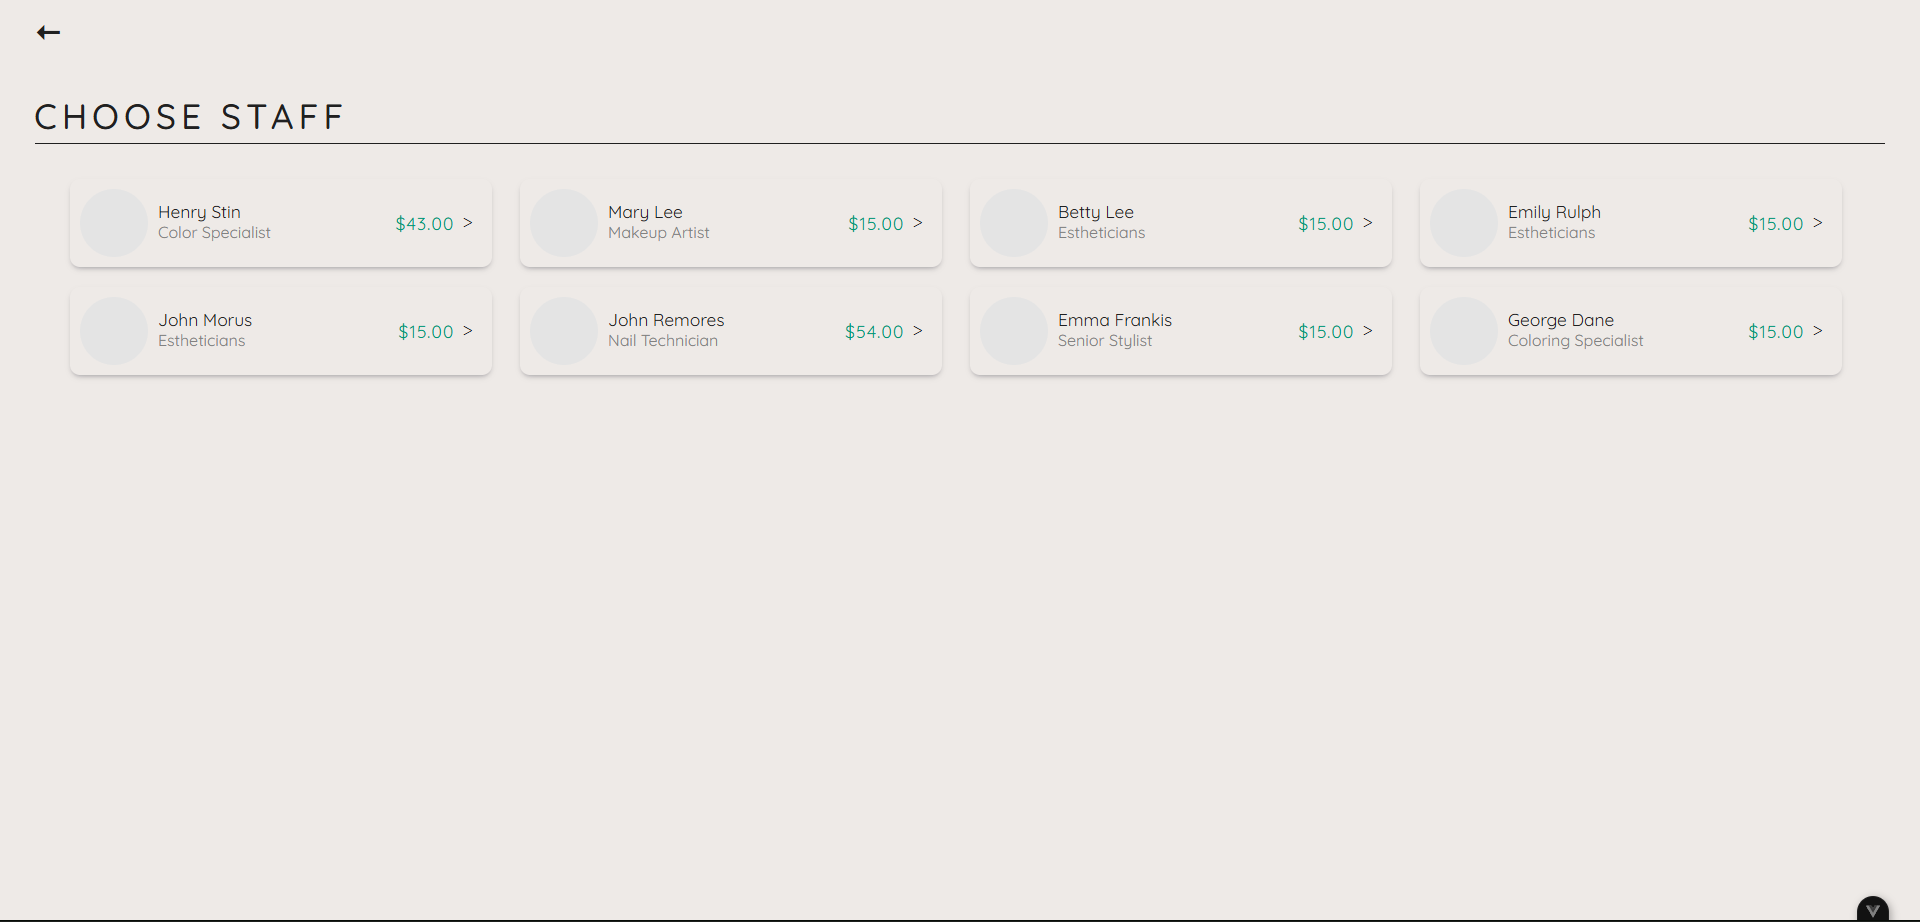 CHOOSE STAFF
Henry Stin
Color Specialist
$43.00 >
Mary Lee
Makeup Artist
$15.00 >
Betty Lee
Estheticians
$15.00 >
Emily Rulph
Estheticians
$15.00 >
John Morus
Estheticians
$15.00 >
John Remores
Nail Technician
$54.00 >
Emma Frankis
Senior Stylist
$15.00 >
George Dane
Coloring Specialist
$15.00 >